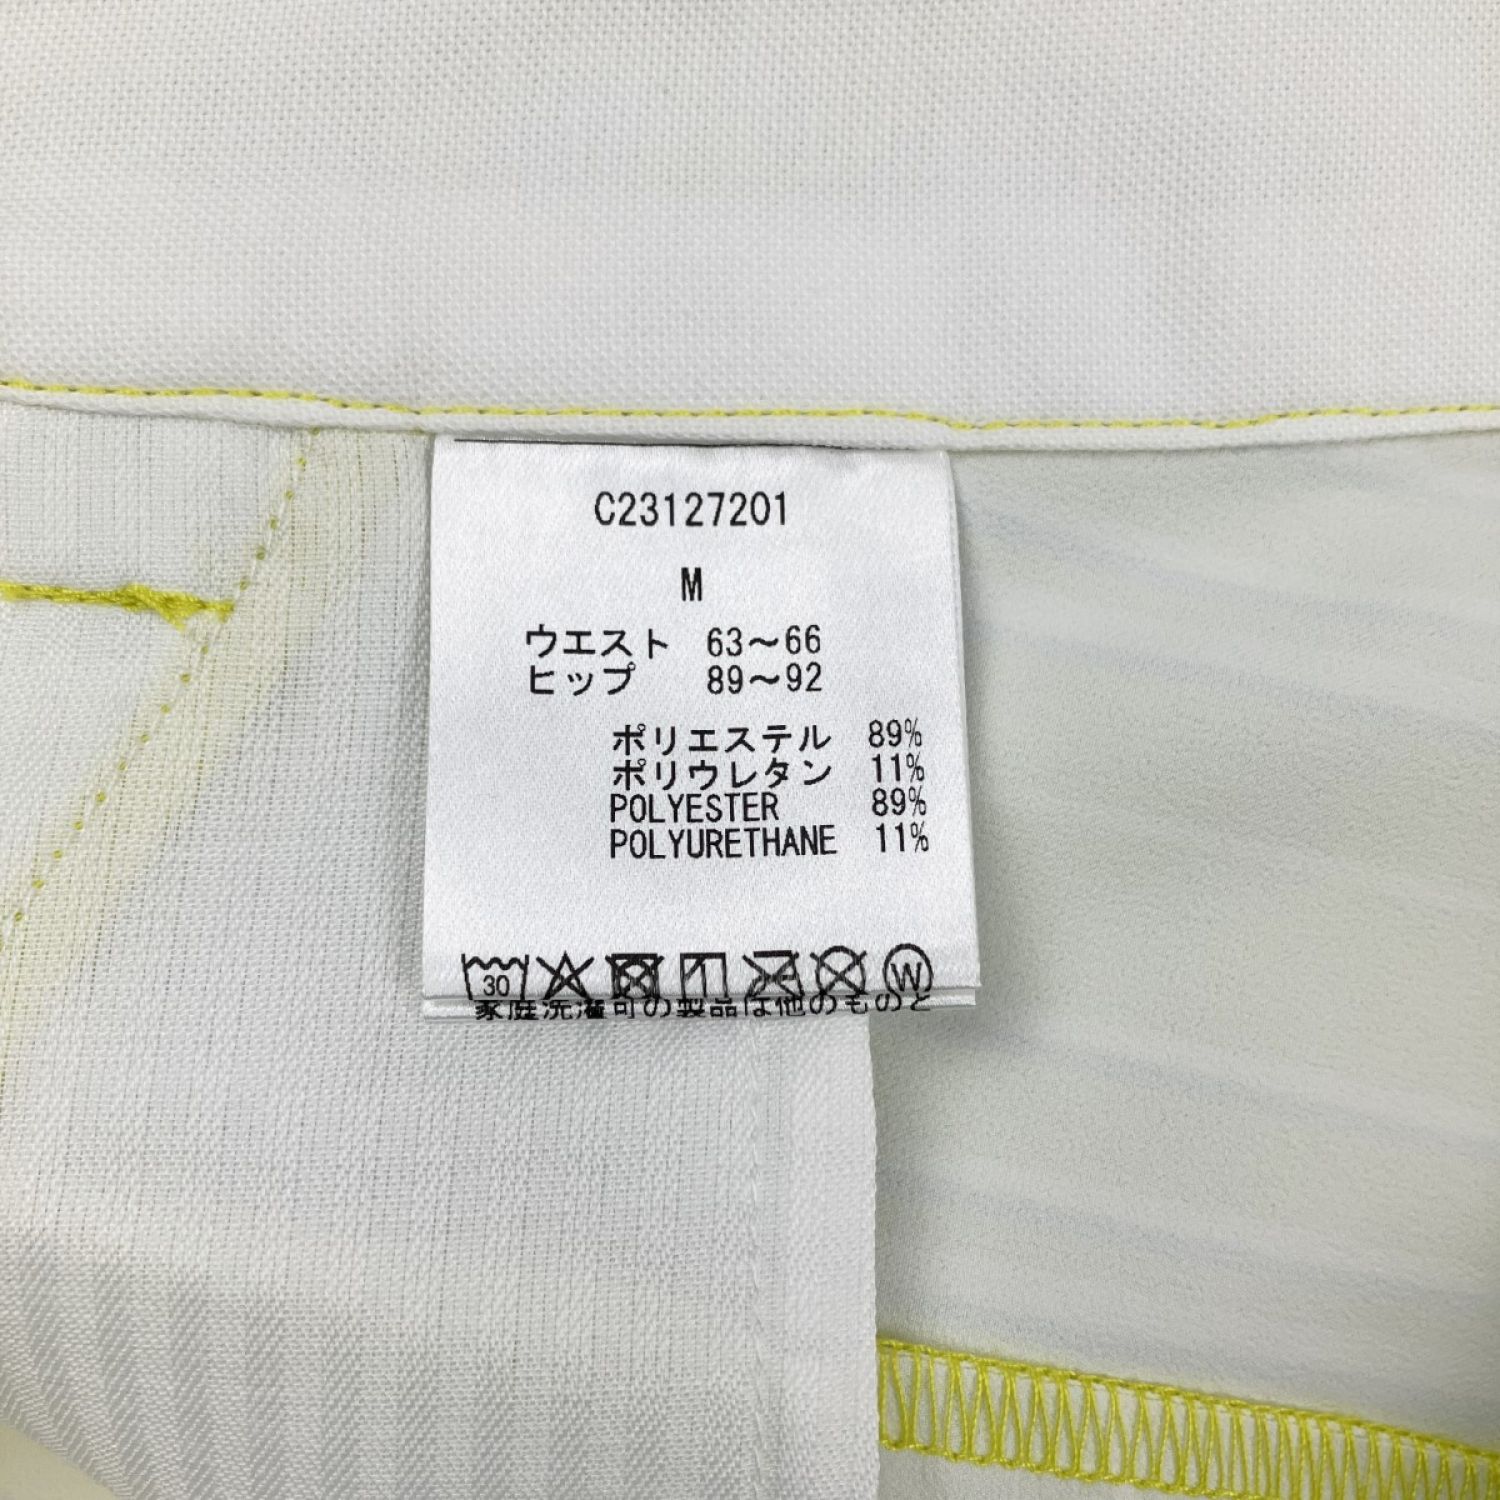 C23127201
M
ウエスト 63〜66
ヒップ 89〜92
ポリエステル 89%
ポリウレタン 11%
POLYESTER 89%
POLYURETHANE 11%
30 W
家庭洗濯可の製品は他のものと